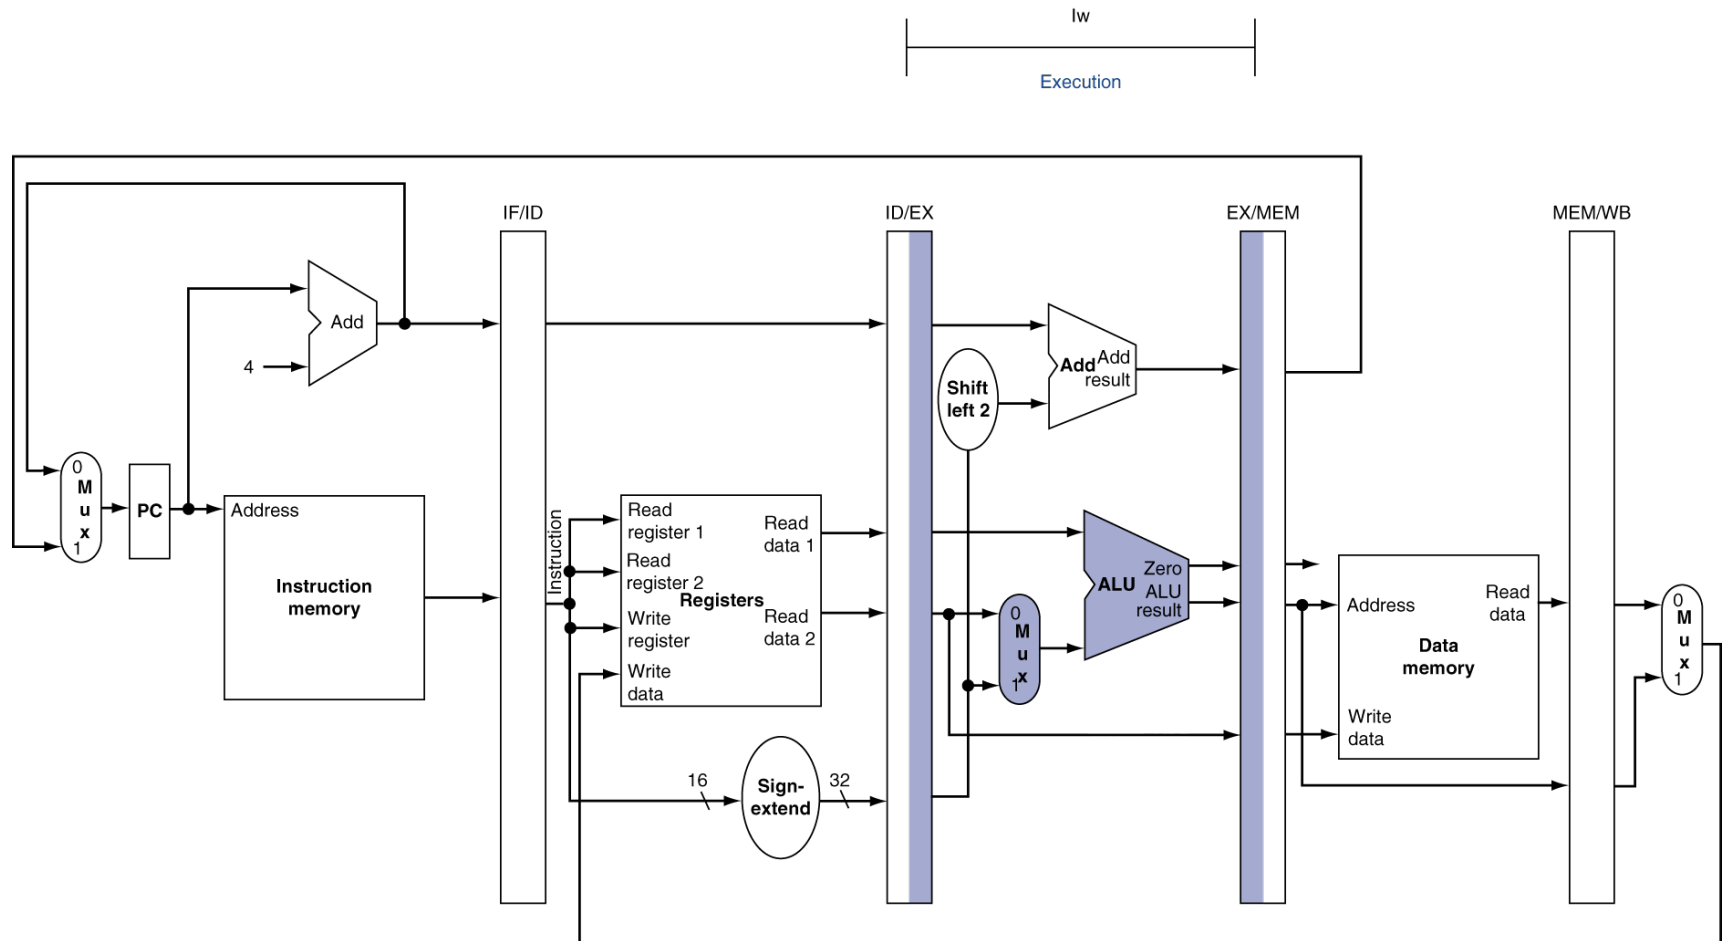 lw
Execution
IF/ID
ID/EX
EX/MEM
MEM/WB
Add
4
Shift
left 2
Add
Add
result
0
M
u
x
1
PC
Address
Instruction
memory
Instruction
Read
register 1
Read
register 2
Write
register
Write
data
Registers
Read
data 1
Read
data 2
16
Sign-
extend
32
0
M
u
x
1
ALU
Zero
ALU
result
Address
Read
data
Data
memory
Write
data
0
M
u
x
1